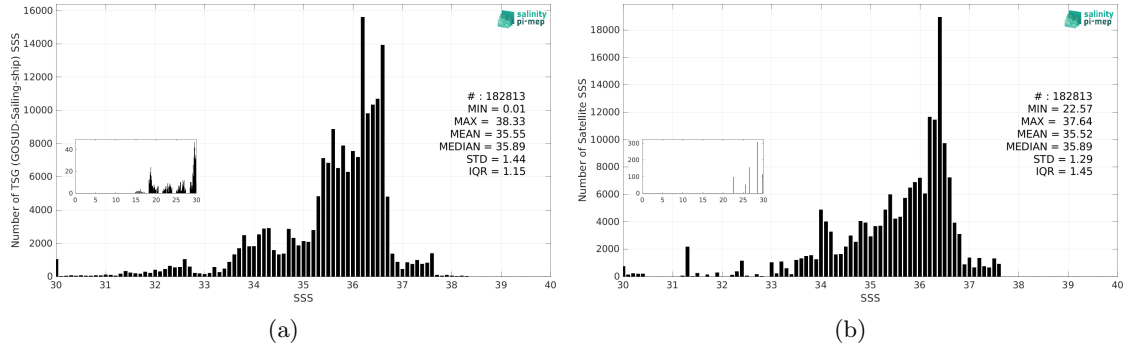 16000
14000
12000
10000
8000
6000
4000
2000
0
Number of TSG (GOSUD-Sailing-ship) SSS
30 31 32 33 34 35 36 37 38 39 40
SSS
40
20
0
0 5 10 15 20 25 30
salinity
pi-mep
# : 182813
MIN = 0.01
MAX = 38.33
MEAN = 35.55
MEDIAN = 35.89
STD = 1.44
IQR = 1.15
(a)
18000
16000
14000
12000
10000
8000
6000
4000
2000
0
Number of Satellite SSS
30 31 32 33 34 35 36 37 38 39 40
SSS
300
200
100
0
0 5 10 15 20 25 30
salinity
pi-mep
# : 182813
MIN = 22.57
MAX = 37.64
MEAN = 35.52
MEDIAN = 35.89
STD = 1.29
IQR = 1.45
(b)